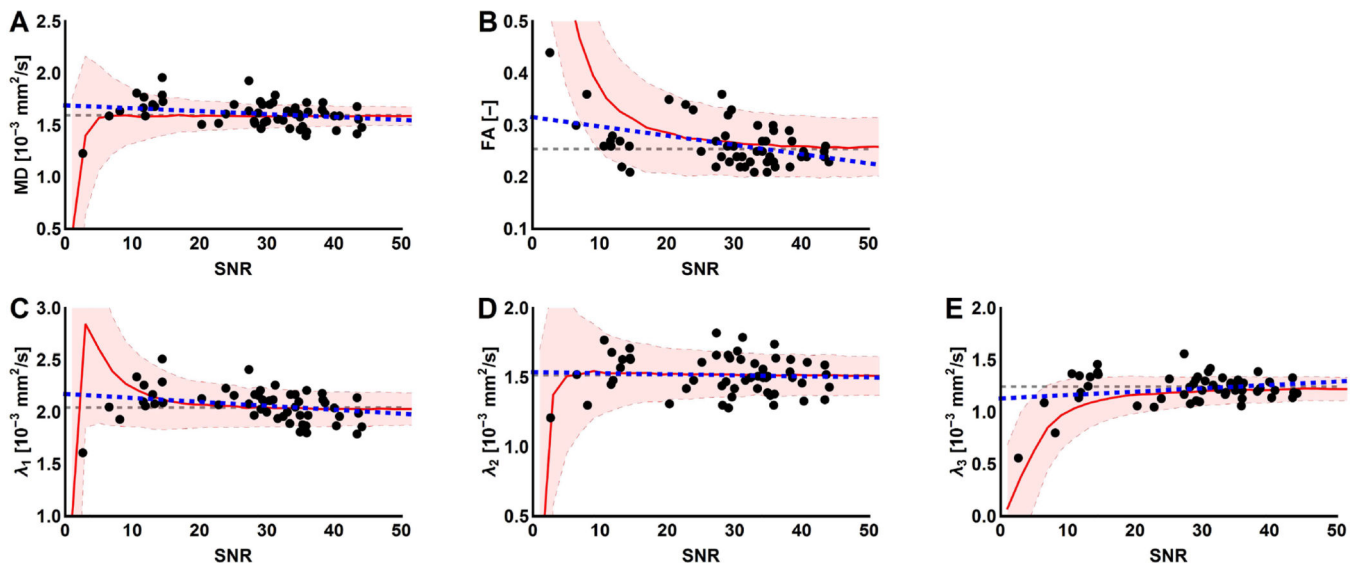 A
2.5
2.0
1.5
1.0
0.5
MD [10⁻³ mm²/s]
0 10 20 30 40 50
SNR
B
0.5
0.4
0.3
0.2
0.1
FA [–]
0 10 20 30 40 50
SNR
C
3.0
2.5
2.0
1.5
1.0
λ₁ [10⁻³ mm²/s]
0 10 20 30 40 50
SNR
D
2.0
1.5
1.0
0.5
λ₂ [10⁻³ mm²/s]
0 10 20 30 40 50
SNR
E
2.0
1.5
1.0
0.5
0.0
λ₃ [10⁻³ mm²/s]
0 10 20 30 40 50
SNR